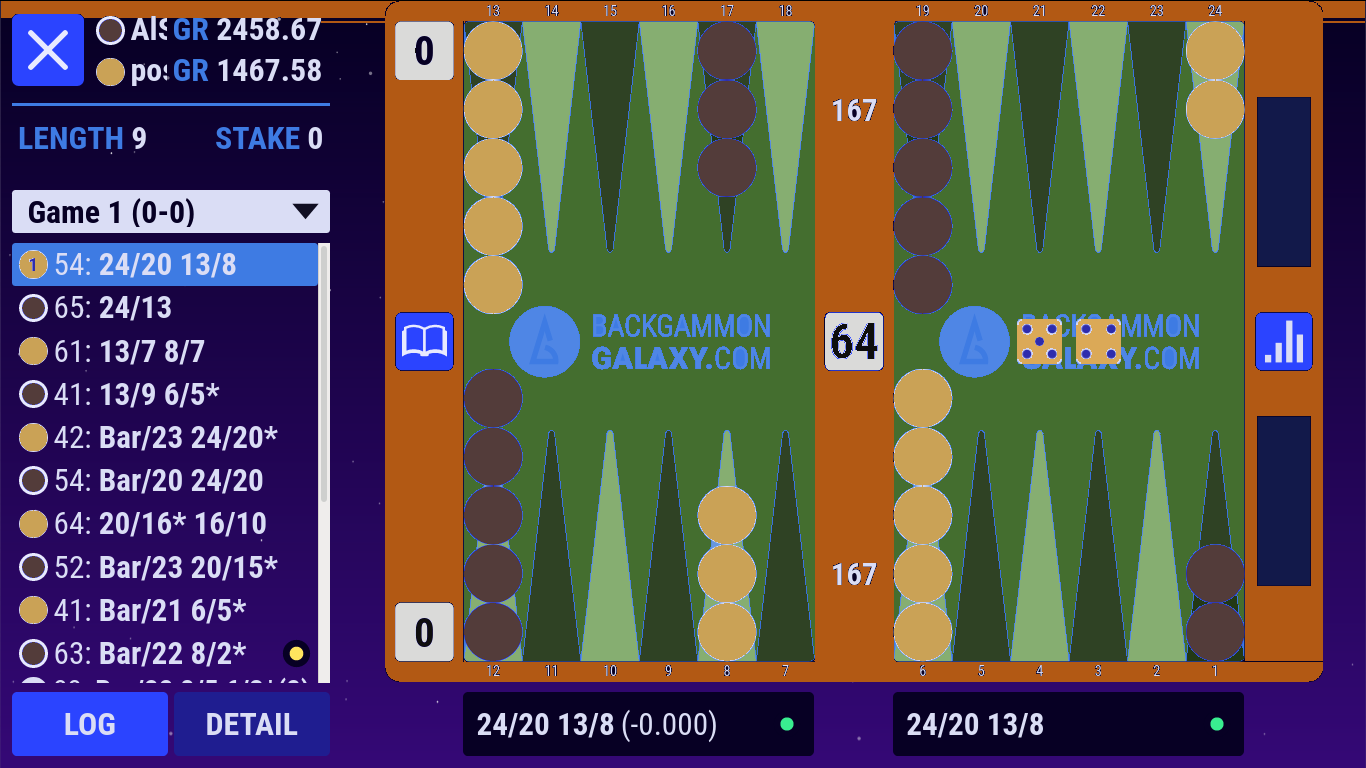 GR 2458.67
GR 1467.58
LENGTH 9
STAKE 0
Game 1 (0-0)
1 54: 24/20 13/8
65: 24/13
61: 13/7 8/7
41: 13/9 6/5*
42: Bar/23 24/20*
54: Bar/20 24/20
64: 20/16* 16/10
52: Bar/23 20/15*
41: Bar/21 6/5*
63: Bar/22 8/2*
LOG
DETAIL
13 14 15 16 17 18 19 20 21 22 23 24
0
167
BACKGAMMON
GALAXY.COM
64
BACKGAMMON
GALAXY.COM
167
0
12 11 10 9 8 7 6 5 4 3 2 1
24/20 13/8 (-0.000)
24/20 13/8